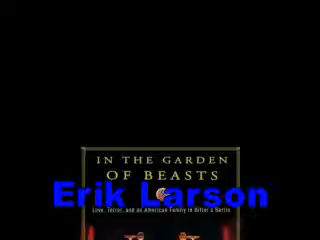 IN THE GARDEN
OF BEASTS
Erik Larson
Love, Terror, and an American Family in Hitler's Berlin